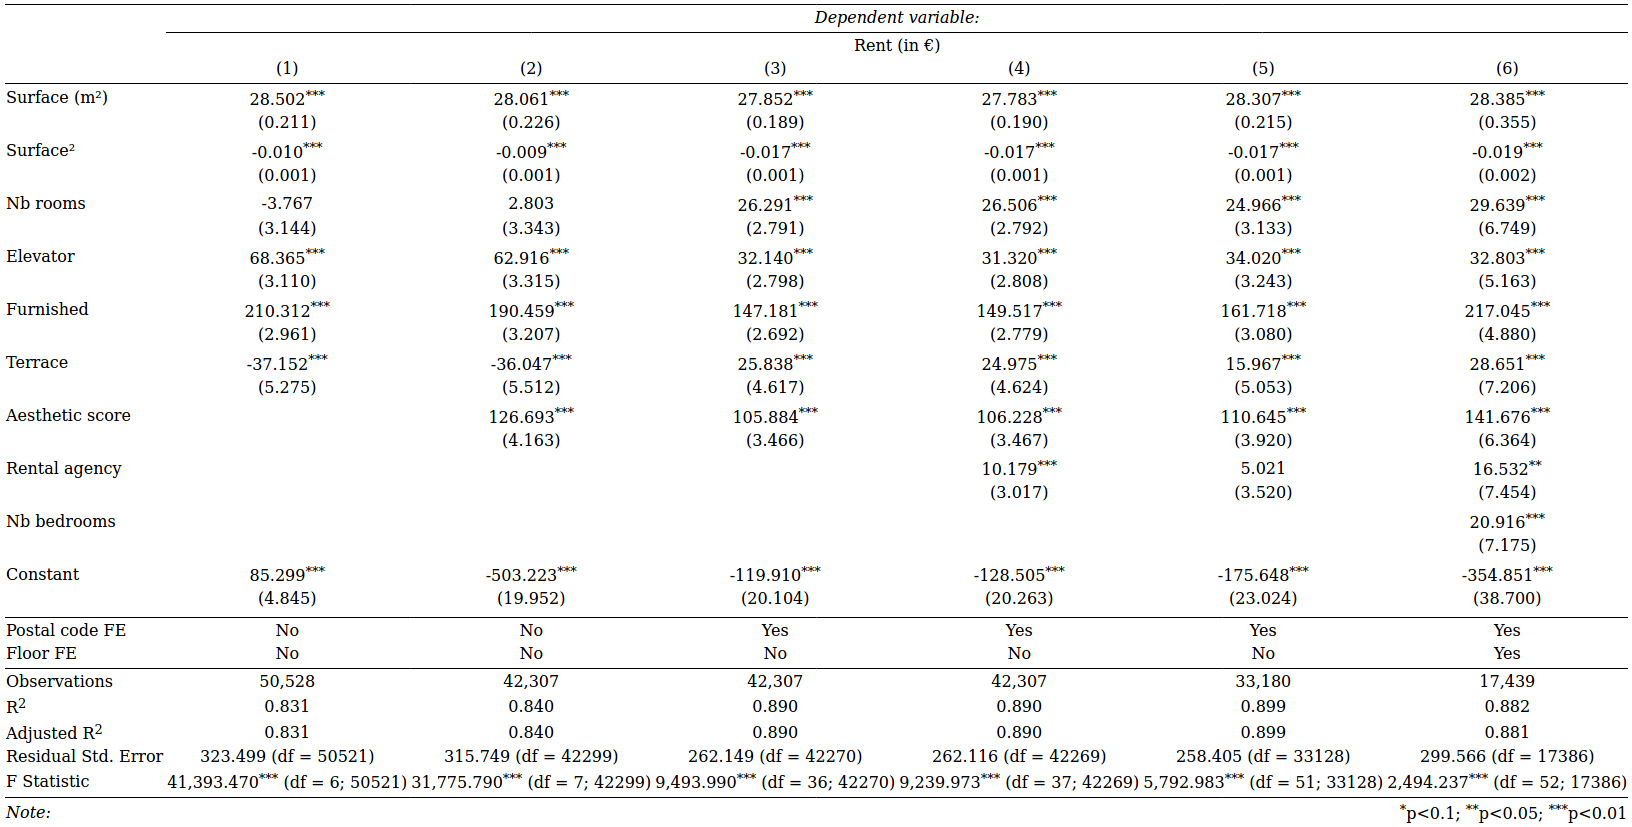 Dependent variable:
Rent (in €)
(1) (2) (3) (4) (5) (6)
Surface (m²) 28.502*** 28.061*** 27.852*** 27.783*** 28.307*** 28.385***
(0.211) (0.226) (0.189) (0.190) (0.215) (0.355)
Surface² -0.010*** -0.009*** -0.017*** -0.017*** -0.017*** -0.019***
(0.001) (0.001) (0.001) (0.001) (0.001) (0.002)
Nb rooms -3.767 2.803 26.291*** 26.506*** 24.966*** 29.639***
(3.144) (3.343) (2.791) (2.792) (3.133) (6.749)
Elevator 68.365*** 62.916*** 32.140*** 31.320*** 34.020*** 32.803***
(3.110) (3.315) (2.798) (2.808) (3.243) (5.163)
Furnished 210.312*** 190.459*** 147.181*** 149.517*** 161.718*** 217.045***
(2.961) (3.207) (2.692) (2.779) (3.080) (4.880)
Terrace -37.152*** -36.047*** 25.838*** 24.975*** 15.967*** 28.651***
(5.275) (5.512) (4.617) (4.624) (5.053) (7.206)
Aesthetic score 126.693*** 105.884*** 106.228*** 110.645*** 141.676***
(4.163) (3.466) (3.467) (3.920) (6.364)
Rental agency 10.179*** 5.021 16.532**
(3.017) (3.520) (7.454)
Nb bedrooms 20.916***
(7.175)
Constant 85.299*** -503.223*** -119.910*** -128.505*** -175.648*** -354.851***
(4.845) (19.952) (20.104) (20.263) (23.024) (38.700)
Postal code FE No No Yes Yes Yes Yes
Floor FE No No No No No Yes
Observations 50,528 42,307 42,307 42,307 33,180 17,439
R2 0.831 0.840 0.890 0.890 0.899 0.882
Adjusted R2 0.831 0.840 0.890 0.890 0.899 0.881
Residual Std. Error 323.499 (df = 50521) 315.749 (df = 42299) 262.149 (df = 42270) 262.116 (df = 42269) 258.405 (df = 33128) 299.566 (df = 17386)
F Statistic 41,393.470*** (df = 6; 50521) 31,775.790*** (df = 7; 42299) 9,493.990*** (df = 36; 42270) 9,239.973*** (df = 37; 42269) 5,792.983*** (df = 51; 33128) 2,494.237*** (df = 52; 17386)
Note: *p<0.1; **p<0.05; ***p<0.01